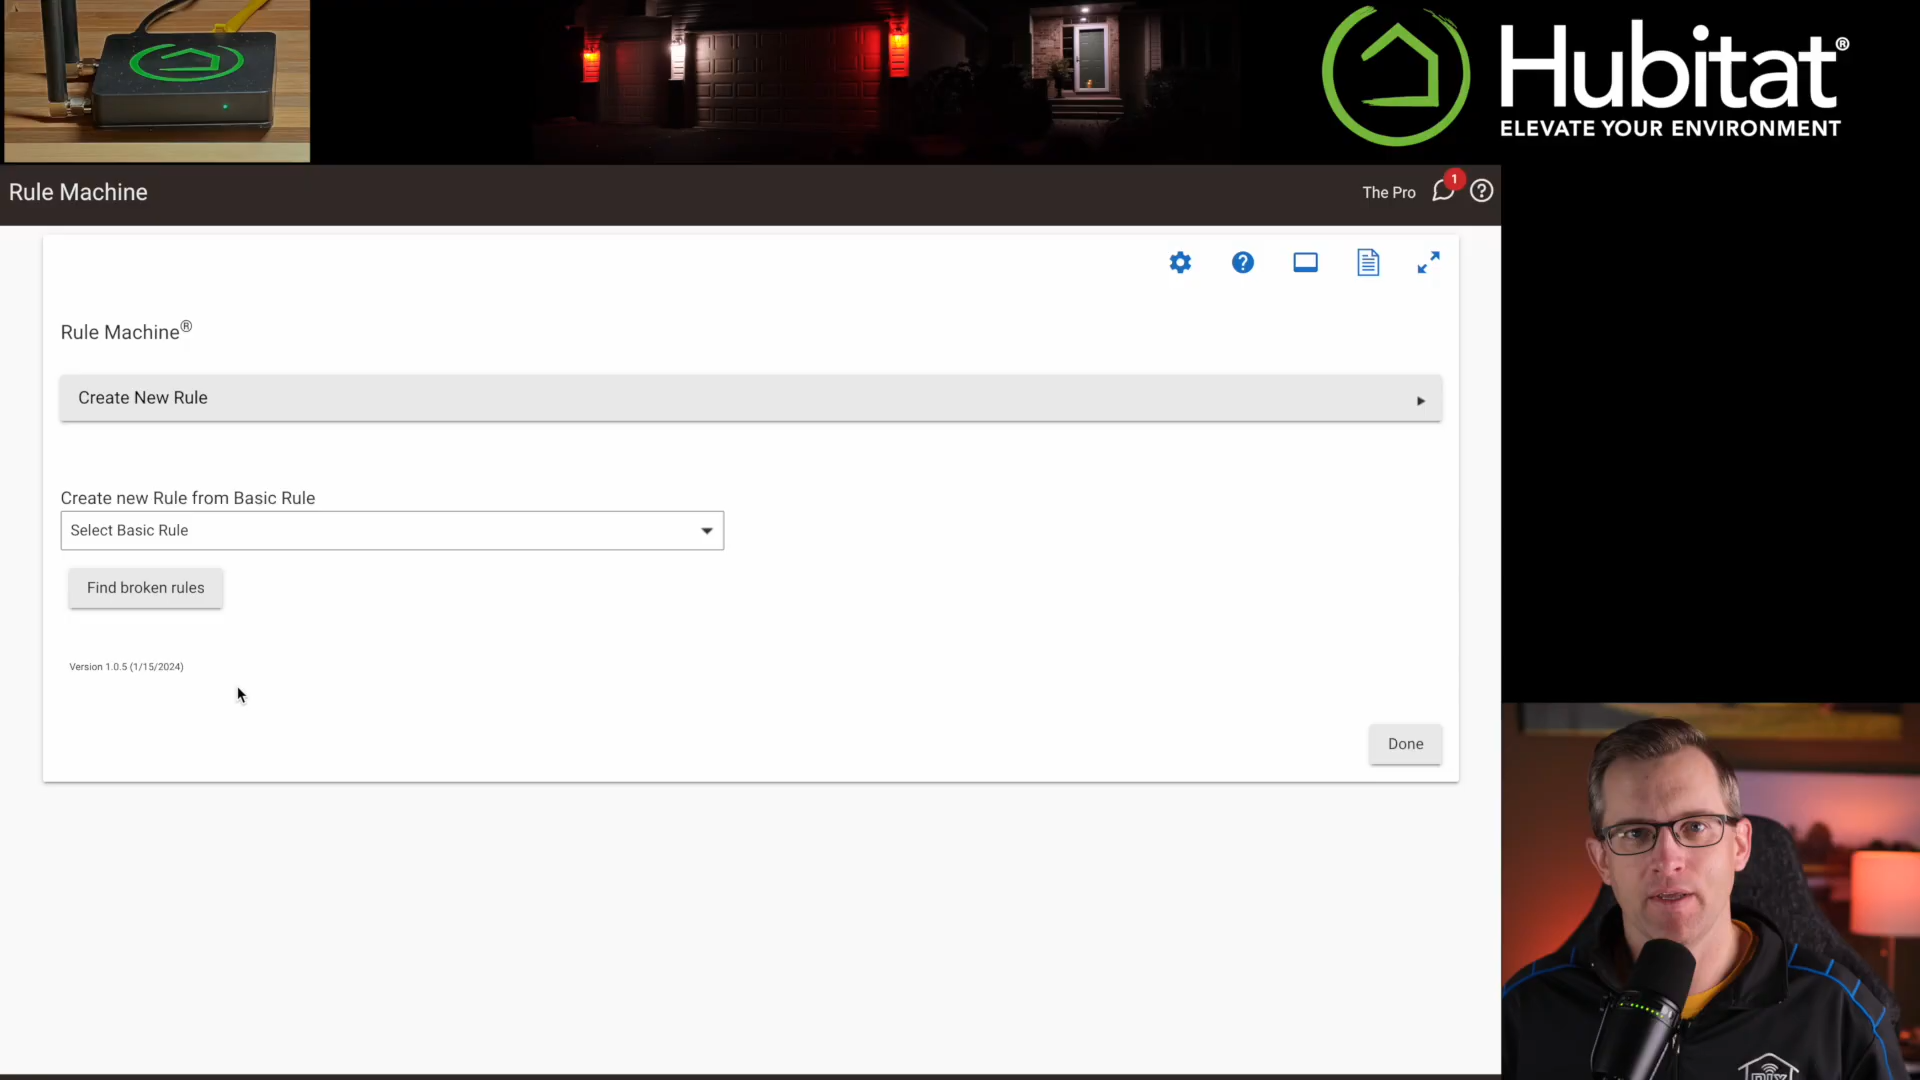 Hubitat®
ELEVATE YOUR ENVIRONMENT
Rule Machine
The Pro
1
Rule Machine®
Create New Rule
Create new Rule from Basic Rule
Select Basic Rule
Find broken rules
Version 1.0.5 (1/15/2024)
Done